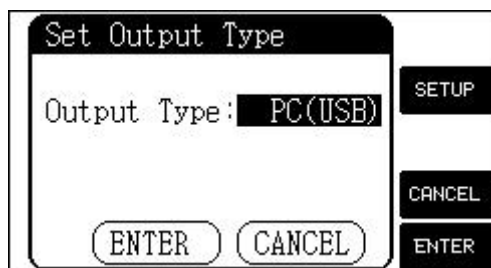 Set Output Type
SETUP
Output Type: PC(USB)
CANCEL
ENTER CANCEL
ENTER